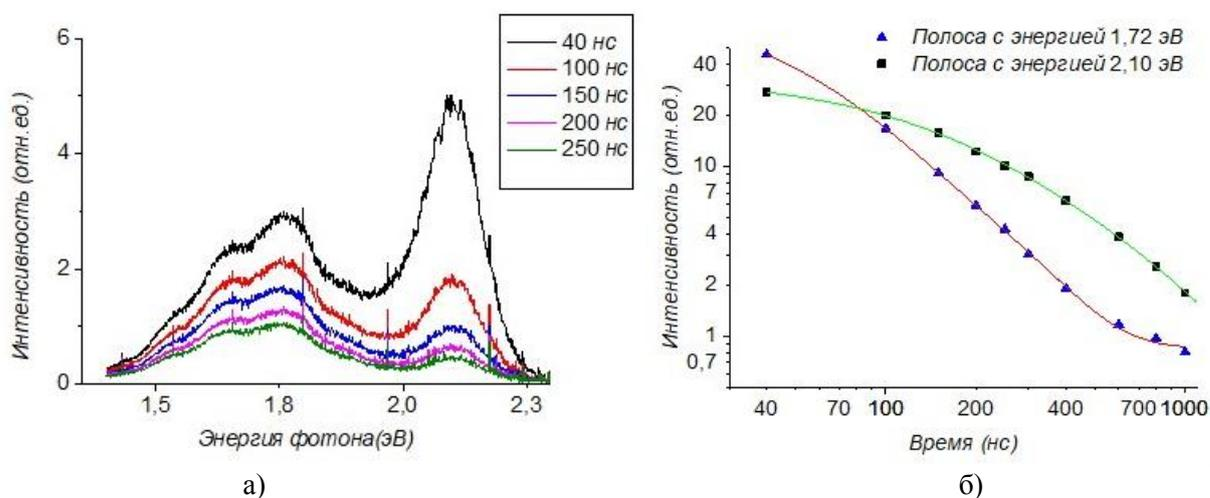 6
4
2
0
1,5
1,8
2,0
2,3
Интенсивность (отн.ед.)
Энергия фотона(эВ)
40 нс
100 нс
150 нс
200 нс
250 нс
а)
Полоса с энергией 1,72 эВ
Полоса с энергией 2,10 эВ
40
20
10
7
4
2
1
0,7
40
70
100
200
400
700
1000
Интенсивность (отн.ед.)
Время (нс)
б)